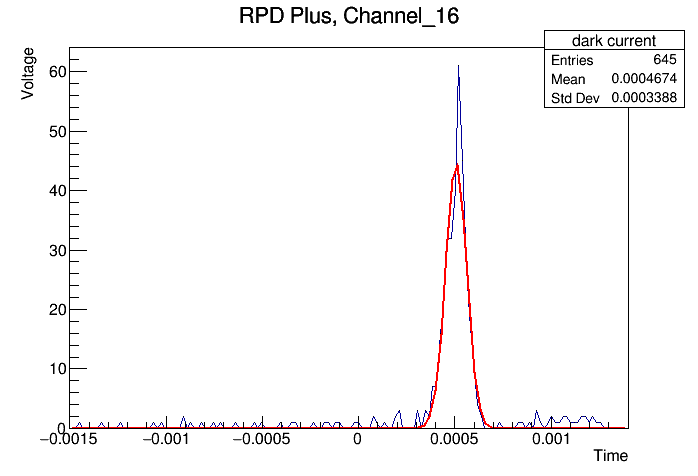 RPD Plus, Channel_16
dark current
Entries 645
Mean 0.0004674
Std Dev 0.0003388
Voltage
60
50
40
30
20
10
0
−0.0015 −0.001 −0.0005 0 0.0005 0.001
Time